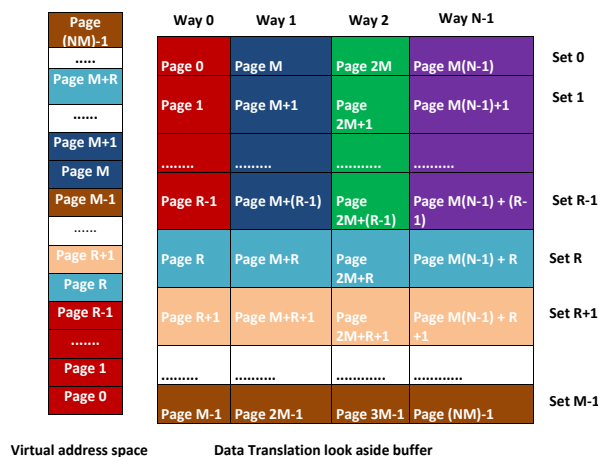 Way 0 Way 1 Way 2 Way N-1
Page
(NM)-1
.....
Page M+R
......
Page M+1
Page M
Page M-1
......
Page R+1
Page R
Page R-1
.......
Page 1
Page 0
Page 0 Page M Page 2M Page M(N-1) Set 0
Page 1 Page M+1 Page
2M+1 Page M(N-1)+1 Set 1
........ ......... ........... ..........
Page R-1 Page M+(R-1) Page
2M+(R-1) Page M(N-1) + (R-
1) Set R-1
Page R Page M+R Page
2M+R Page M(N-1) + R Set R
Page R+1 Page M+R+1 Page
2M+R+1 Page M(N-1) + R
+1 Set R+1
......... .......... .......... ............
Page M-1 Page 2M-1 Page 3M-1 Page (NM)-1 Set M-1
Virtual address space Data Translation look aside buffer